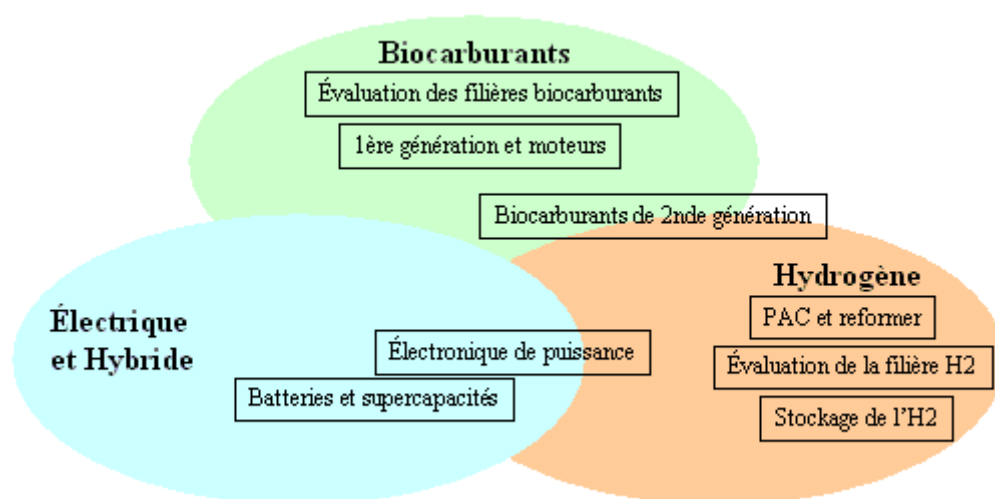 Biocarburants
Évaluation des filières biocarburants
1ère génération et moteurs
Biocarburants de 2nde génération
Hydrogène
PAC et reformer
Évaluation de la filière H2
Stockage de l'H2
Électrique
et Hybride
Électronique de puissance
Batteries et supercapacités